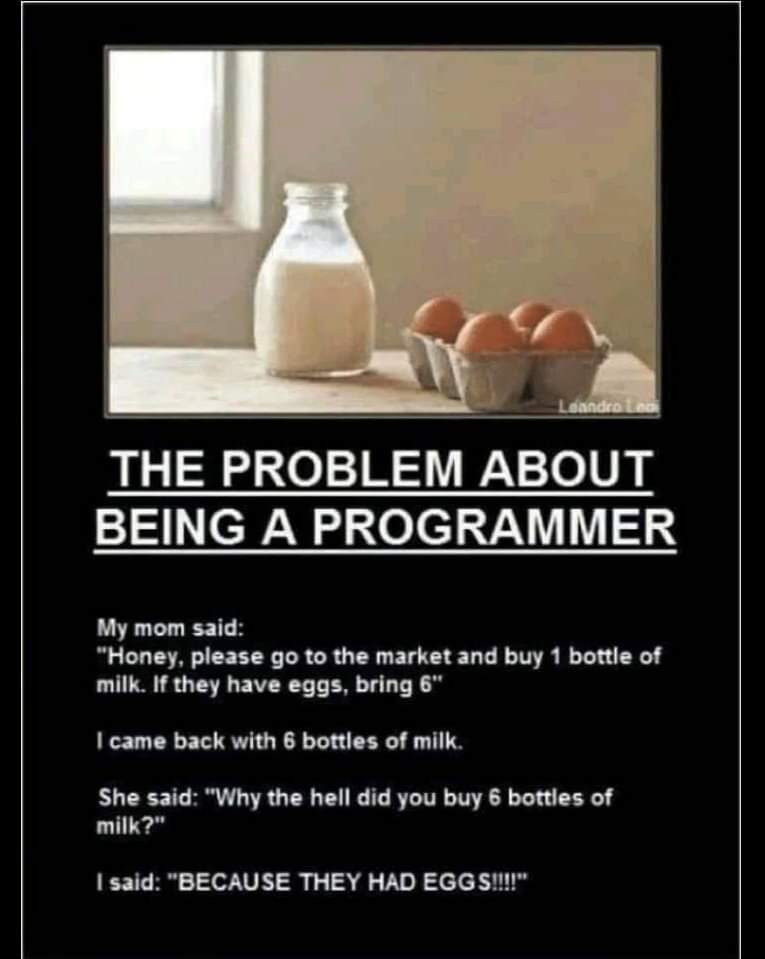 THE PROBLEM ABOUT
BEING A PROGRAMMER
My mom said:
"Honey, please go to the market and buy 1 bottle of
milk. If they have eggs, bring 6"
I came back with 6 bottles of milk.
She said: "Why the hell did you buy 6 bottles of
milk?"
I said: "BECAUSE THEY HAD EGGS!!!!"